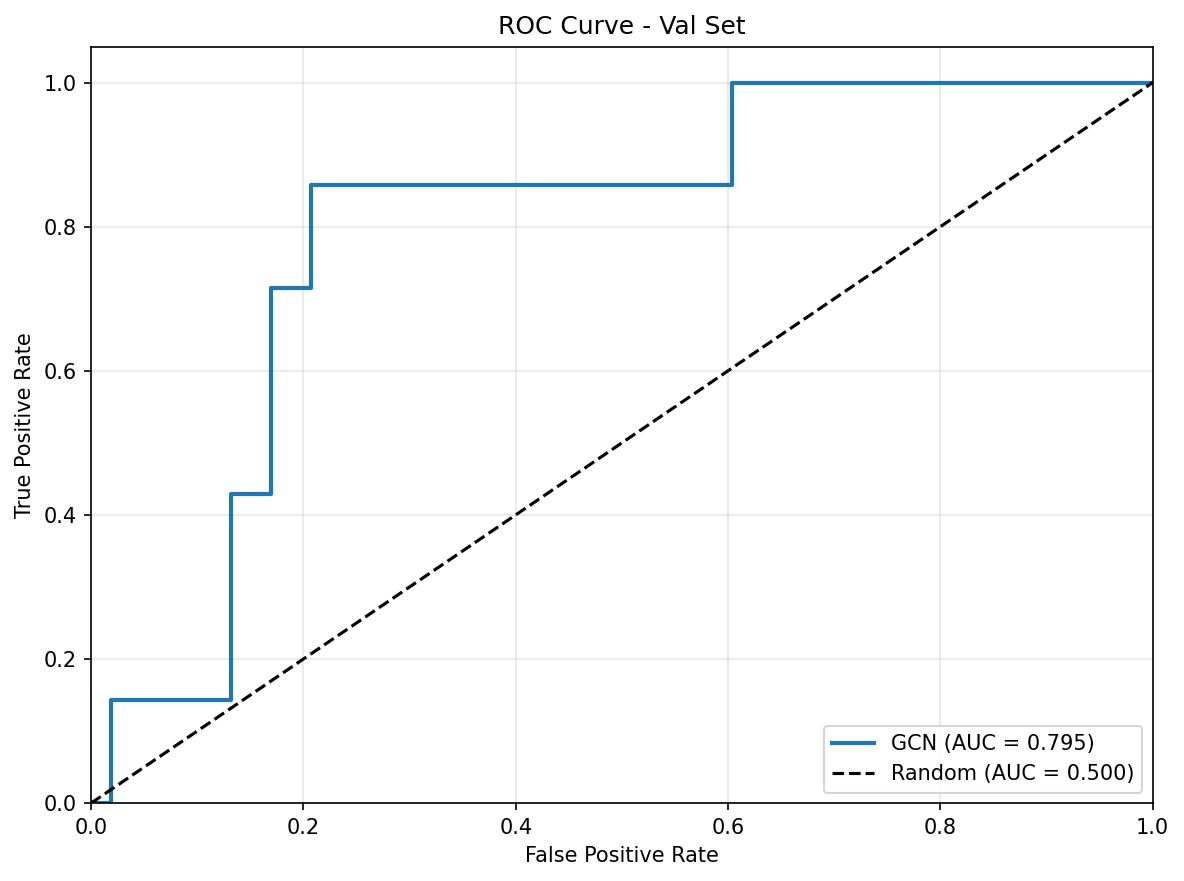 ROC Curve - Val Set
1.0
0.8
0.6
0.4
0.2
0.0
True Positive Rate
GCN (AUC = 0.795)
Random (AUC = 0.500)
0.0 0.2 0.4 0.6 0.8 1.0
False Positive Rate